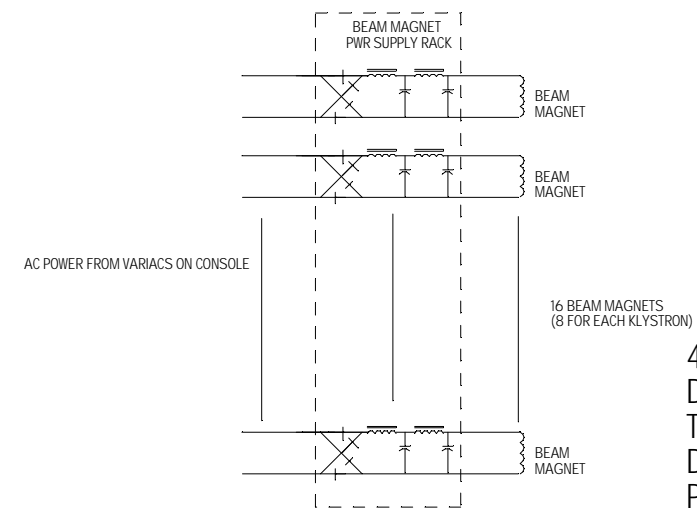 BEAM MAGNET
PWR SUPPLY RACK
BEAM
MAGNET
BEAM
MAGNET
AC POWER FROM VARIACS ON CONSOLE
16 BEAM MAGNETS
(8 FOR EACH KLYSTRON)
4
D
T
D
P
BEAM
MAGNET